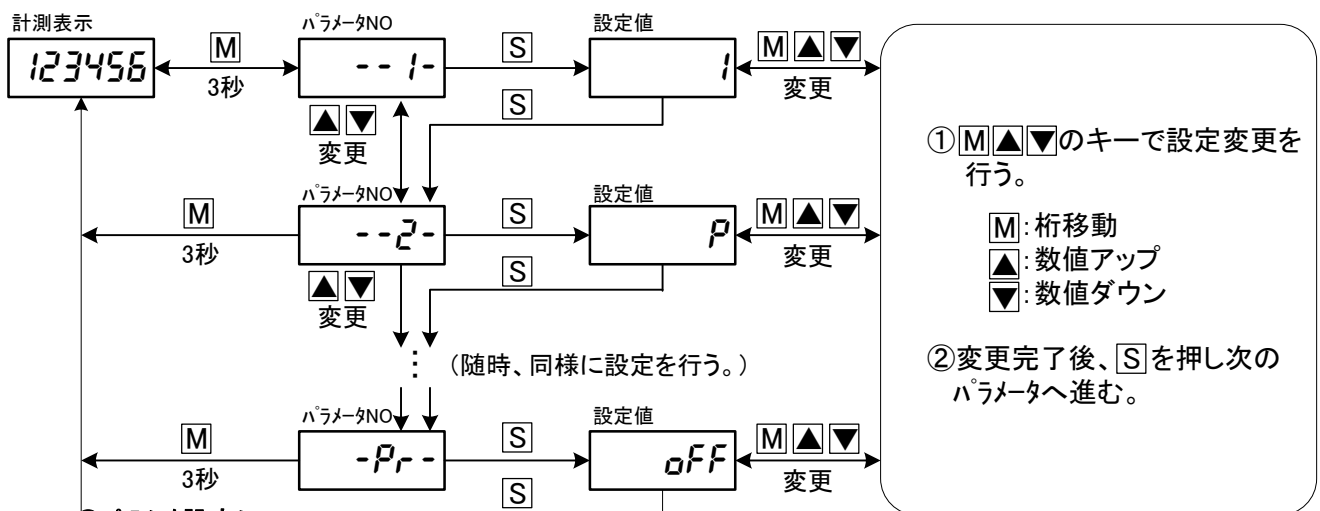 計測表示
パラメータNO
設定値
123456
M
3秒
--1-
S
1
M▲▼
変更
S
▲▼
変更
パラメータNO
設定値
M
3秒
--2-
S
P
M▲▼
変更
S
▲▼
変更
⋮
(随時、同様に設定を行う。)
パラメータNO
設定値
M
3秒
-Pr-
S
oFF
M▲▼
変更
S
①M▲▼のキーで設定変更を
行う。
M:桁移動
▲:数値アップ
▼:数値ダウン
②変更完了後、Sを押し次の
パラメータへ進む。